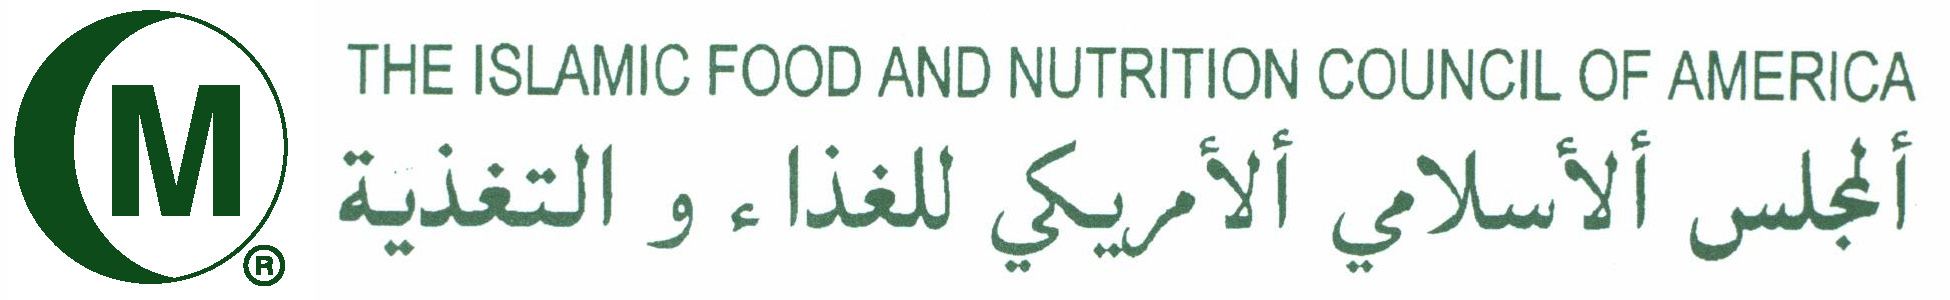 M
®
THE ISLAMIC FOOD AND NUTRITION COUNCIL OF AMERICA
ألمجلس ألأسلامي ألأمريكي للغذاء و التغذية